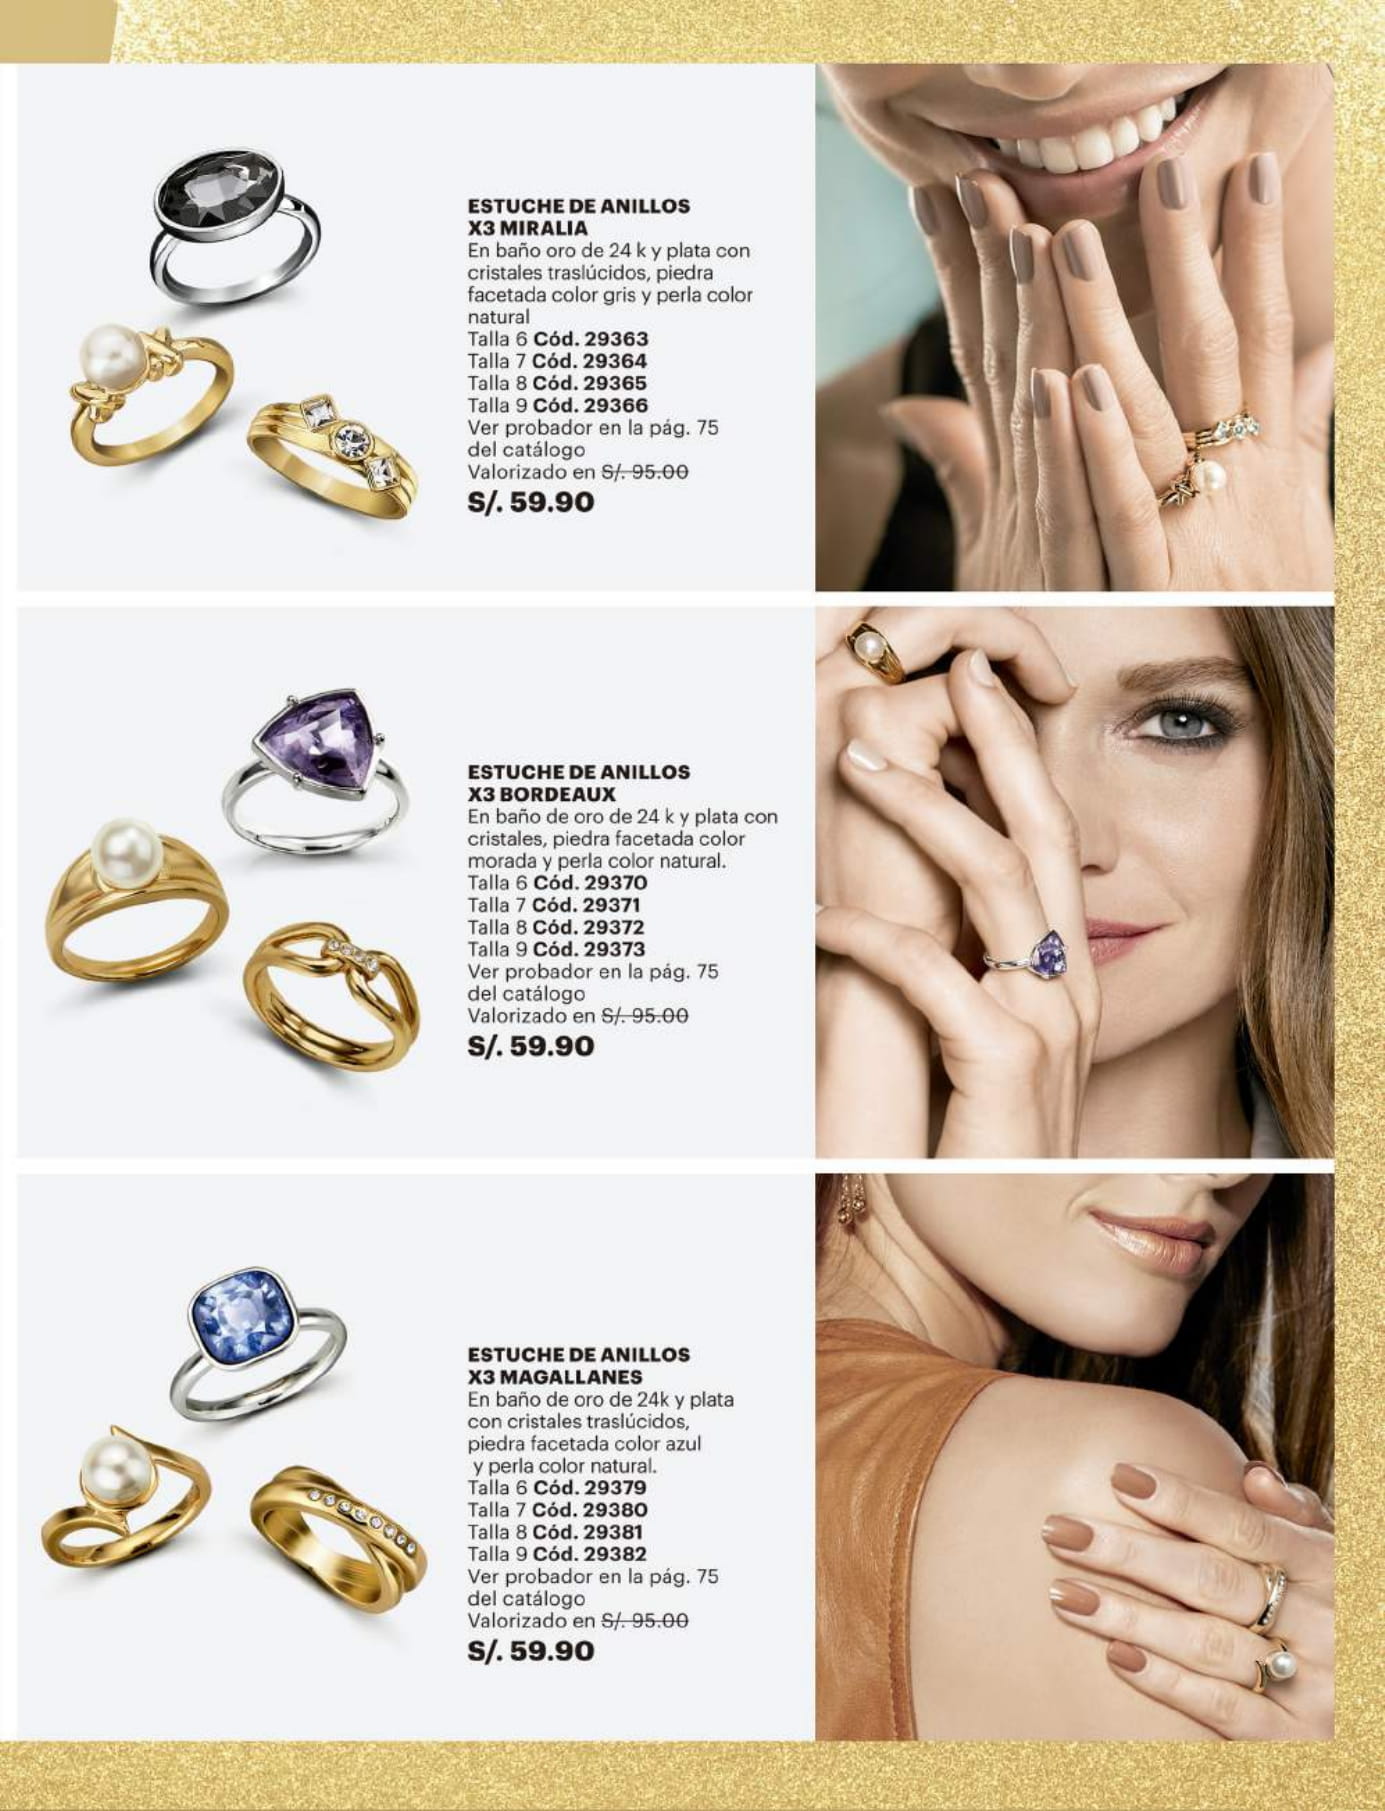 ESTUCHE DE ANILLOS
X3 MIRALIA
En baño oro de 24 k y plata con
cristales traslúcidos, piedra
facetada color gris y perla color
natural
Talla 6 Cód. 29363
Talla 7 Cód. 29364
Talla 8 Cód. 29365
Talla 9 Cód. 29366
Ver probador en la pág. 75
del catálogo
Valorizado en S/. 95.00
S/. 59.90
ESTUCHE DE ANILLOS
X3 BORDEAUX
En baño de oro de 24 k y plata con
cristales, piedra facetada color
morada y perla color natural.
Talla 6 Cód. 29370
Talla 7 Cód. 29371
Talla 8 Cód. 29372
Talla 9 Cód. 29373
Ver probador en la pág. 75
del catálogo
Valorizado en S/. 95.00
S/. 59.90
ESTUCHE DE ANILLOS
X3 MAGALLANES
En baño de oro de 24k y plata
con cristales traslúcidos,
piedra facetada color azul
y perla color natural.
Talla 6 Cód. 29379
Talla 7 Cód. 29380
Talla 8 Cód. 29381
Talla 9 Cód. 29382
Ver probador en la pág. 75
del catálogo
Valorizado en S/. 95.00
S/. 59.90